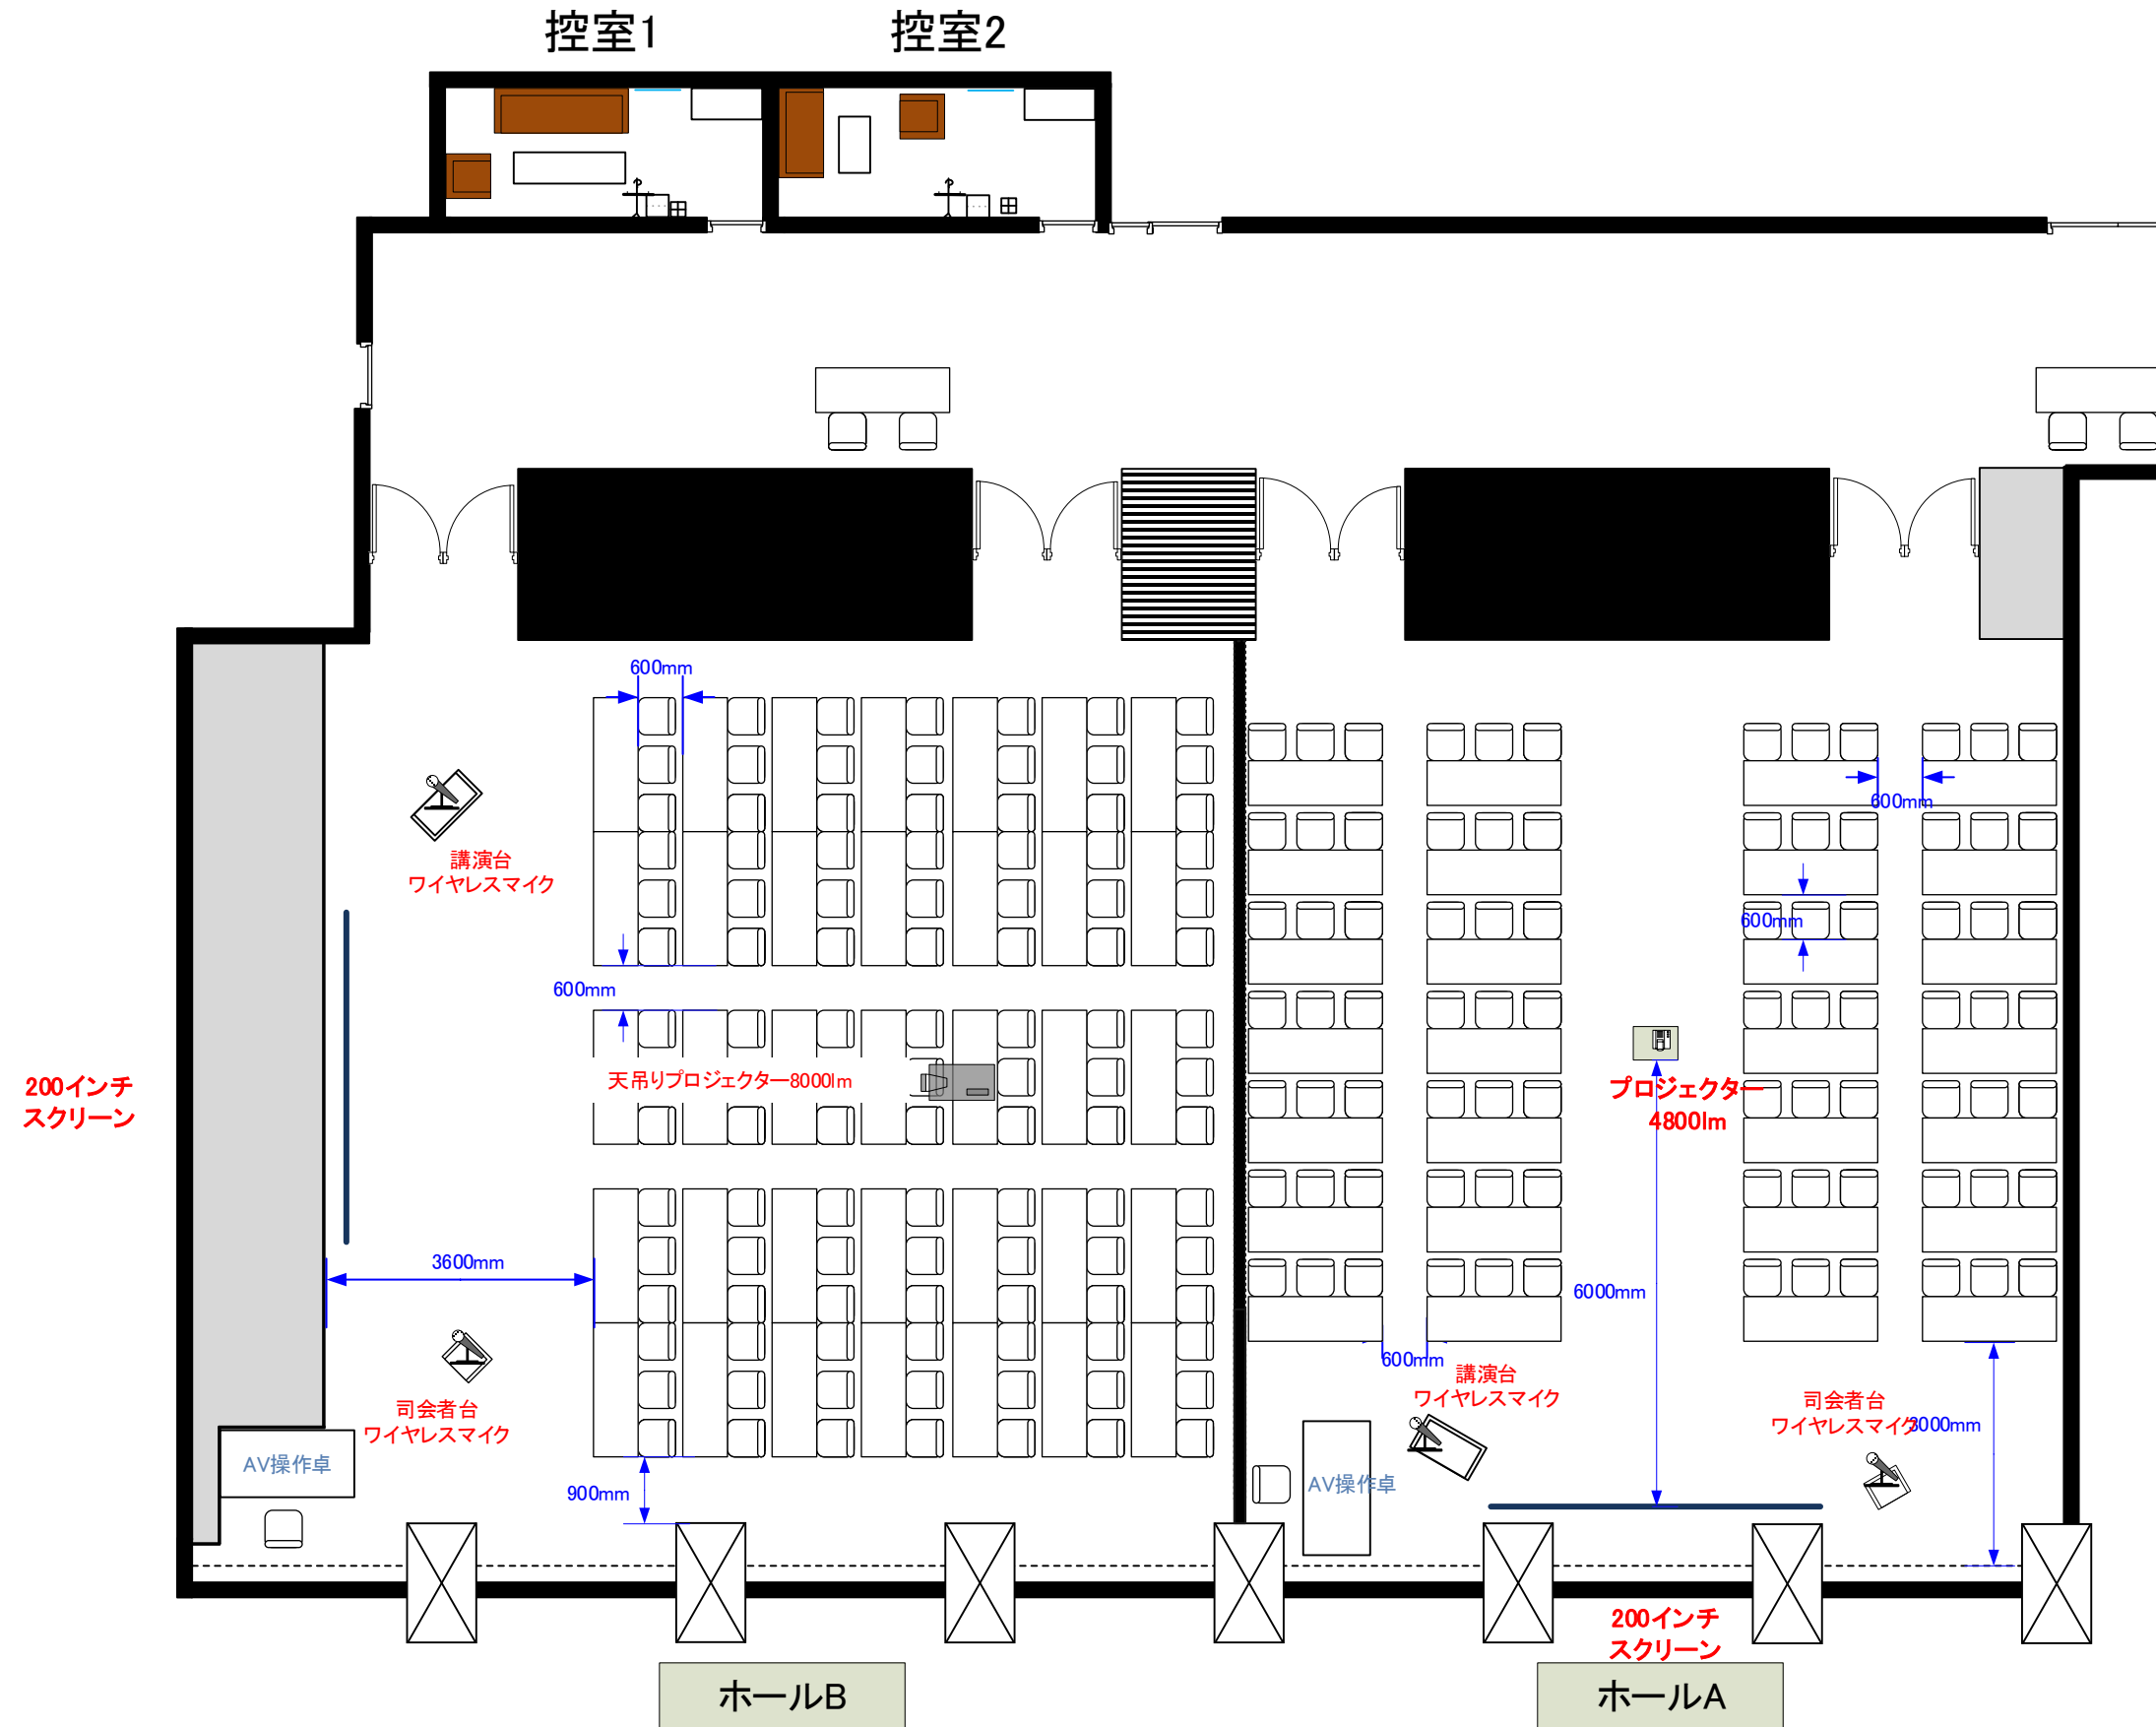 控室1
控室2
600mm
講演台
ワイヤレスマイク
600mm
天吊りプロジェクター8000lm
200インチ
スクリーン
3600mm
司会者台
ワイヤレスマイク
AV操作卓
900mm
600mm
600mm
プロジェクター
4800lm
6000mm
600mm
講演台
ワイヤレスマイク
司会者台
ワイヤレスマイク
3000mm
AV操作卓
200インチ
スクリーン
ホールB
ホールA